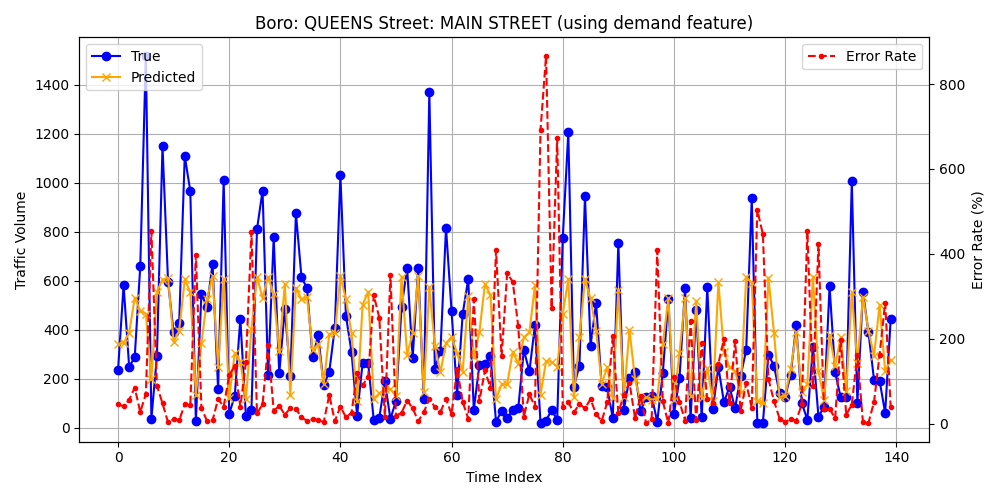 Boro: QUEENS Street: MAIN STREET (using demand feature)
True
Predicted
Error Rate
Traffic Volume
1400
1200
1000
800
600
400
200
0
800
600
400
200
0
Error Rate (%)
0 20 40 60 80 100 120 140
Time Index